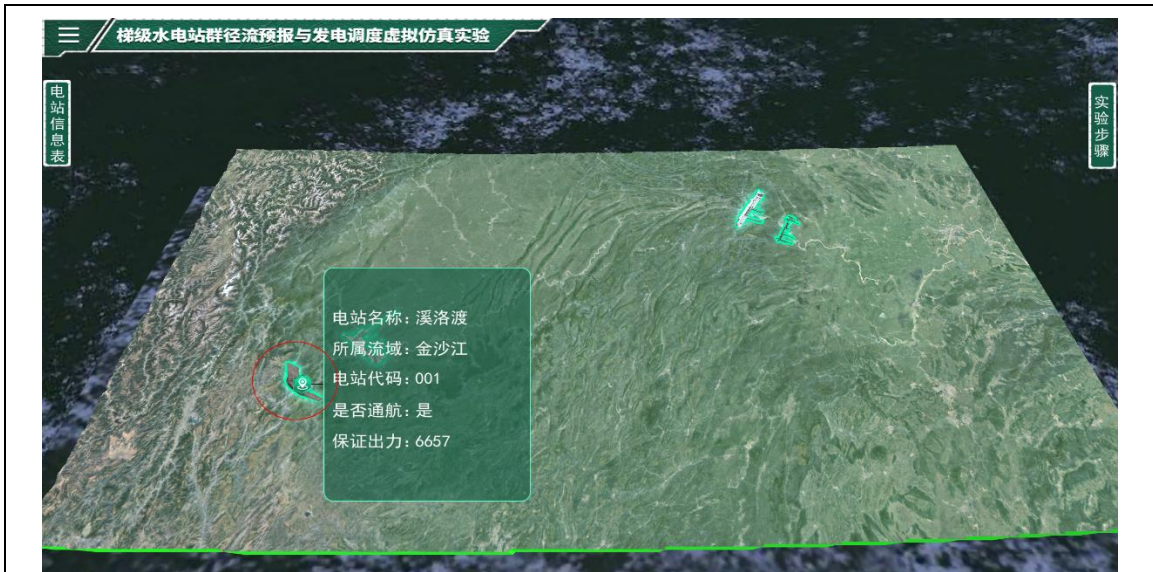 梯级水电站群径流预报与发电调度虚拟仿真实验
电站信息表
实验步骤
电站名称：溪洛渡
所属流域：金沙江
电站代码：001
是否通航：是
保证出力：6657